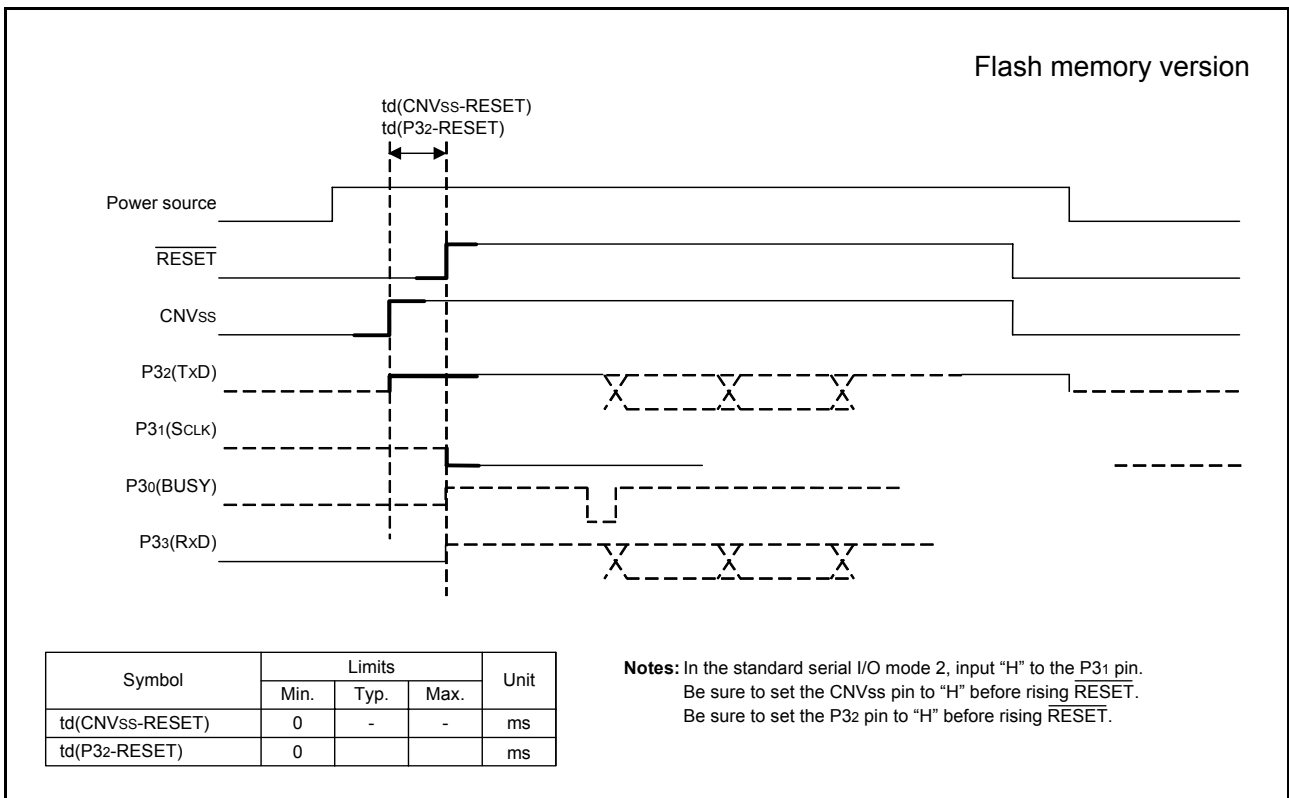 Flash memory version
td(CNVss-RESET)
td(P32-RESET)
Power source
RESET
CNVss
P32(TxD)
P31(SCLK)
P30(BUSY)
P33(RxD)
Symbol Limits Unit
Min. Typ. Max.
td(CNVss-RESET) 0 - - ms
td(P32-RESET) 0 ms
Notes: In the standard serial I/O mode 2, input “H” to the P31 pin.
Be sure to set the CNVss pin to “H” before rising RESET.
Be sure to set the P32 pin to “H” before rising RESET.